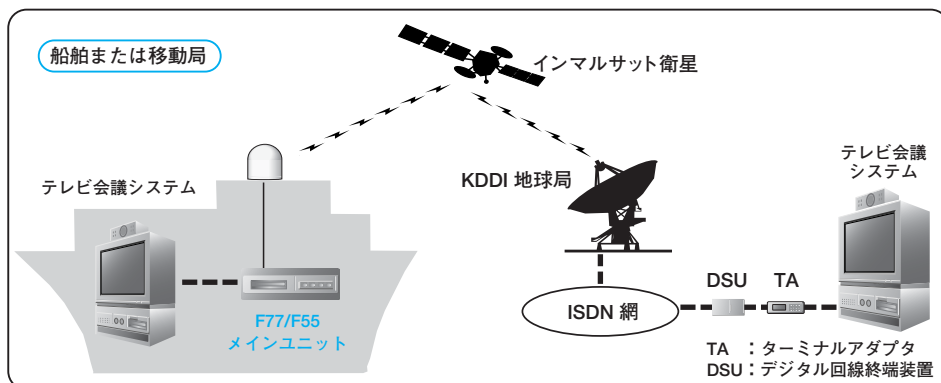 船舶または移動局
インマルサット衛星
テレビ会議システム
KDDI 地球局
テレビ会議
システム
F77/F55
メインユニット
ISDN 網
DSU
TA
TA ：ターミナルアダプタ
DSU：デジタル回線終端装置